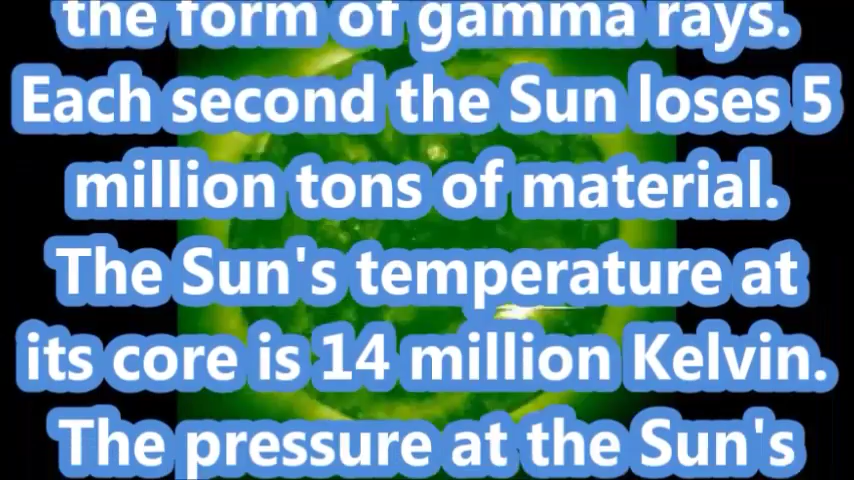 the form of gamma rays.
Each second the Sun loses 5
million tons of material.
The Sun's temperature at
its core is 14 million Kelvin.
The pressure at the Sun's